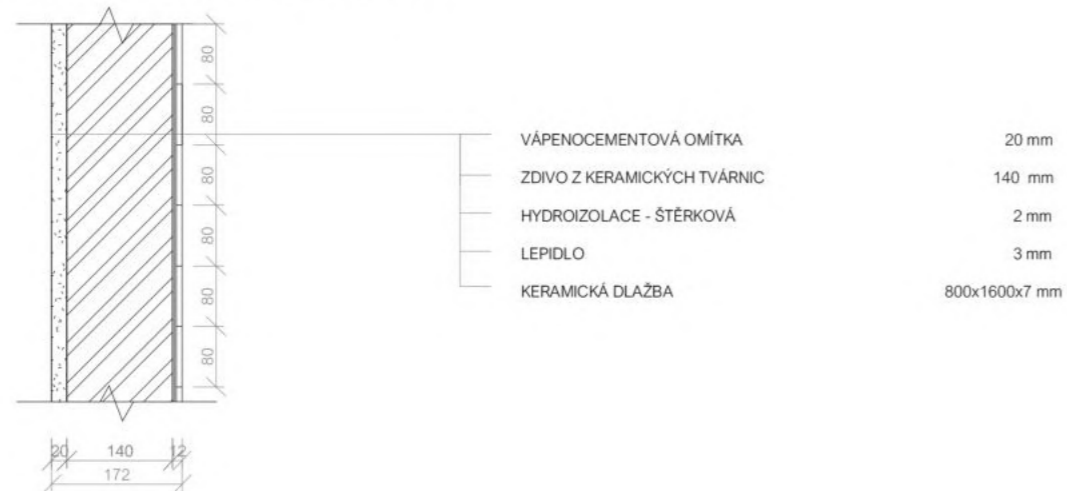 80
80
80
80
80
80
VÁPENOCEMENTOVÁ OMÍTKA 20 mm
ZDIVO Z KERAMICKÝCH TVÁRNIC 140 mm
HYDROIZOLACE - ŠTĚRKOVÁ 2 mm
LEPIDLO 3 mm
KERAMICKÁ DLAŽBA 800x1600x7 mm
20 140 12
172